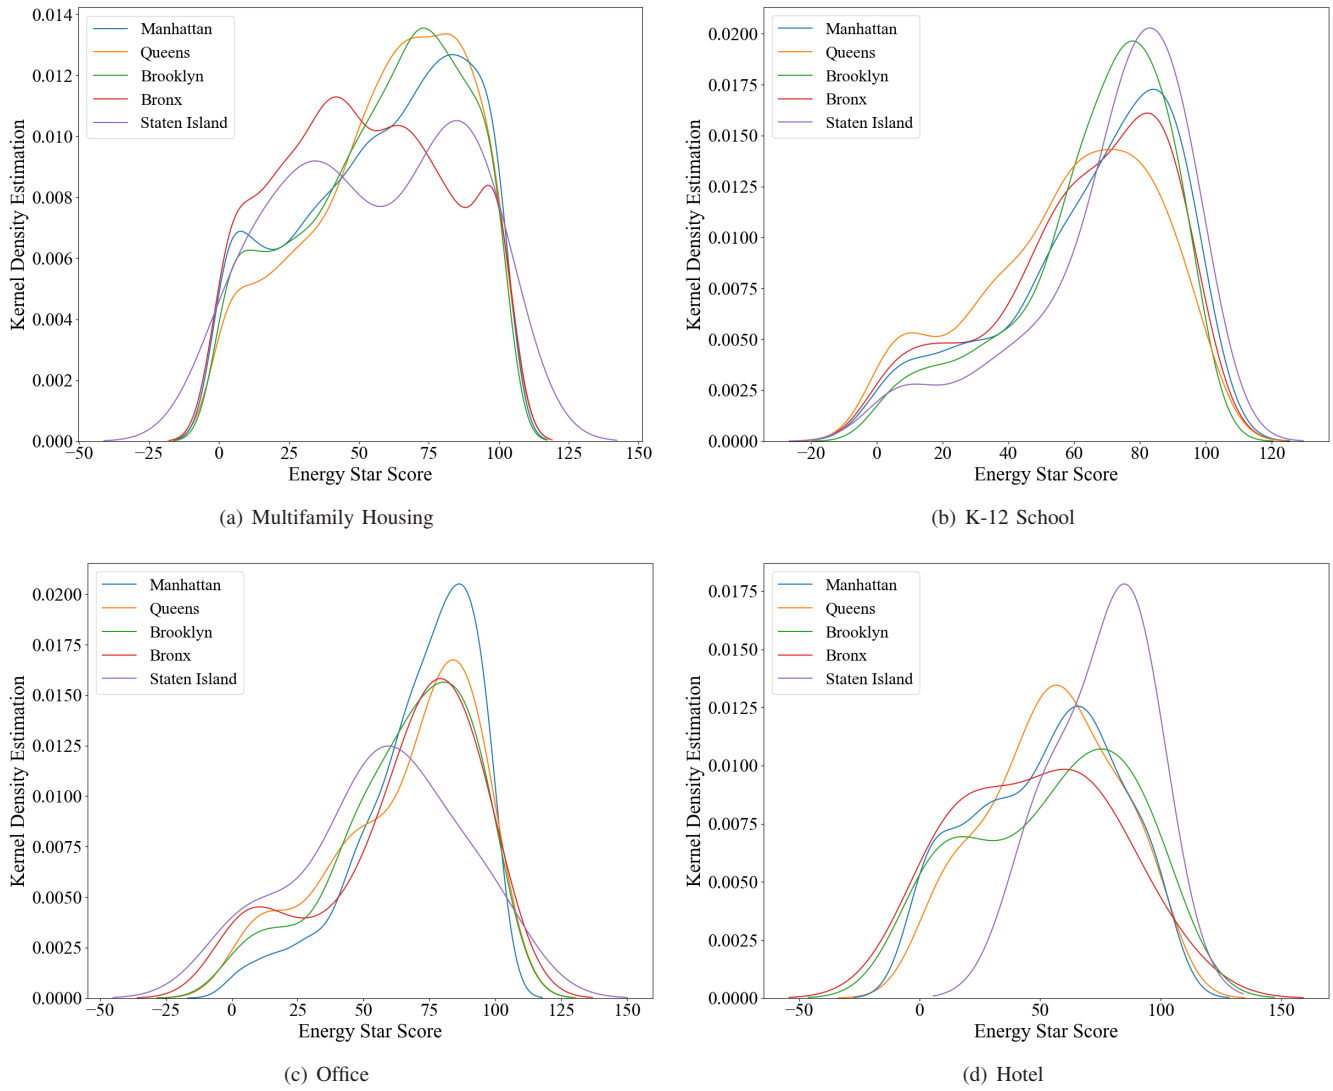 Kernel Density Estimation
0.014
0.012
0.010
0.008
0.006
0.004
0.002
0.000
Manhattan
Queens
Brooklyn
Bronx
Staten Island
−50 −25 0 25 50 75 100 125 150
Energy Star Score
(a) Multifamily Housing
Kernel Density Estimation
0.0200
0.0175
0.0150
0.0125
0.0100
0.0075
0.0050
0.0025
0.0000
Manhattan
Queens
Brooklyn
Bronx
Staten Island
−20 0 20 40 60 80 100 120
Energy Star Score
(b) K-12 School
Kernel Density Estimation
0.0200
0.0175
0.0150
0.0125
0.0100
0.0075
0.0050
0.0025
0.0000
Manhattan
Queens
Brooklyn
Bronx
Staten Island
−50 −25 0 25 50 75 100 125 150
Energy Star Score
(c) Office
Kernel Density Estimation
0.0175
0.0150
0.0125
0.0100
0.0075
0.0050
0.0025
0.0000
Manhattan
Queens
Brooklyn
Bronx
Staten Island
−50 0 50 100 150
Energy Star Score
(d) Hotel